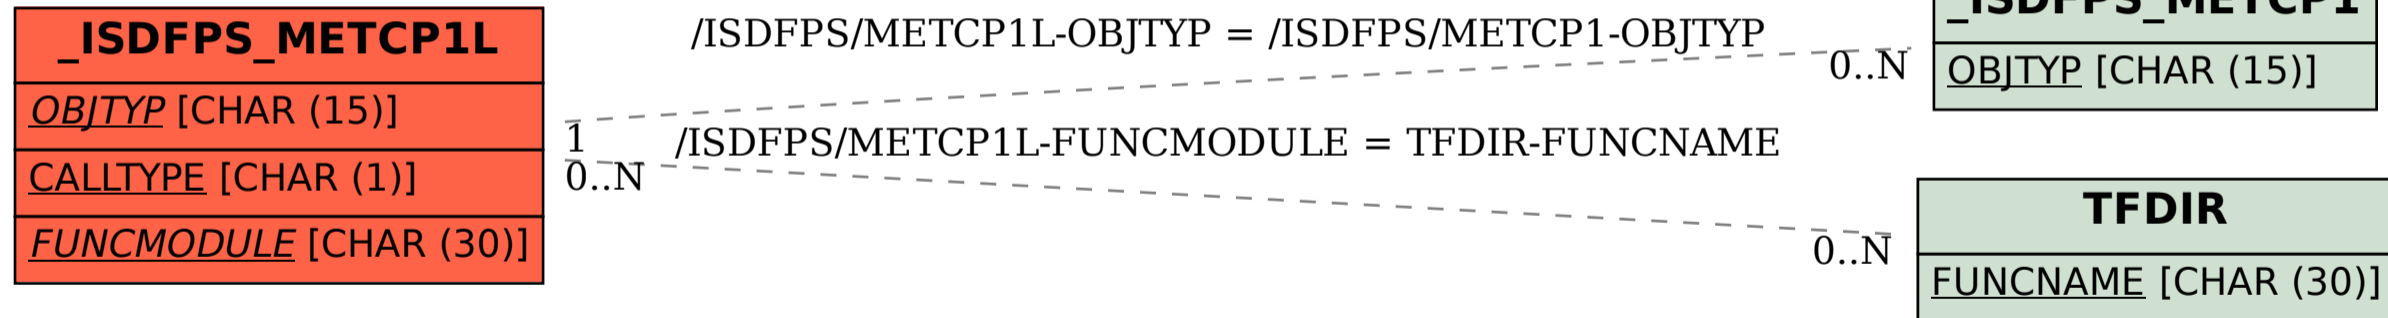 _ISDFPS_METCP1L
OBJTYP [CHAR (15)]
CALLTYPE [CHAR (1)]
FUNCMODULE [CHAR (30)]
/ISDFPS/METCP1L-OBJTYP = /ISDFPS/METCP1-OBJTYP
0..N
1
/ISDFPS/METCP1L-FUNCMODULE = TFDIR-FUNCNAME
0..N
0..N
_ISDFPS_METCP1
OBJTYP [CHAR (15)]
TFDIR
FUNCNAME [CHAR (30)]